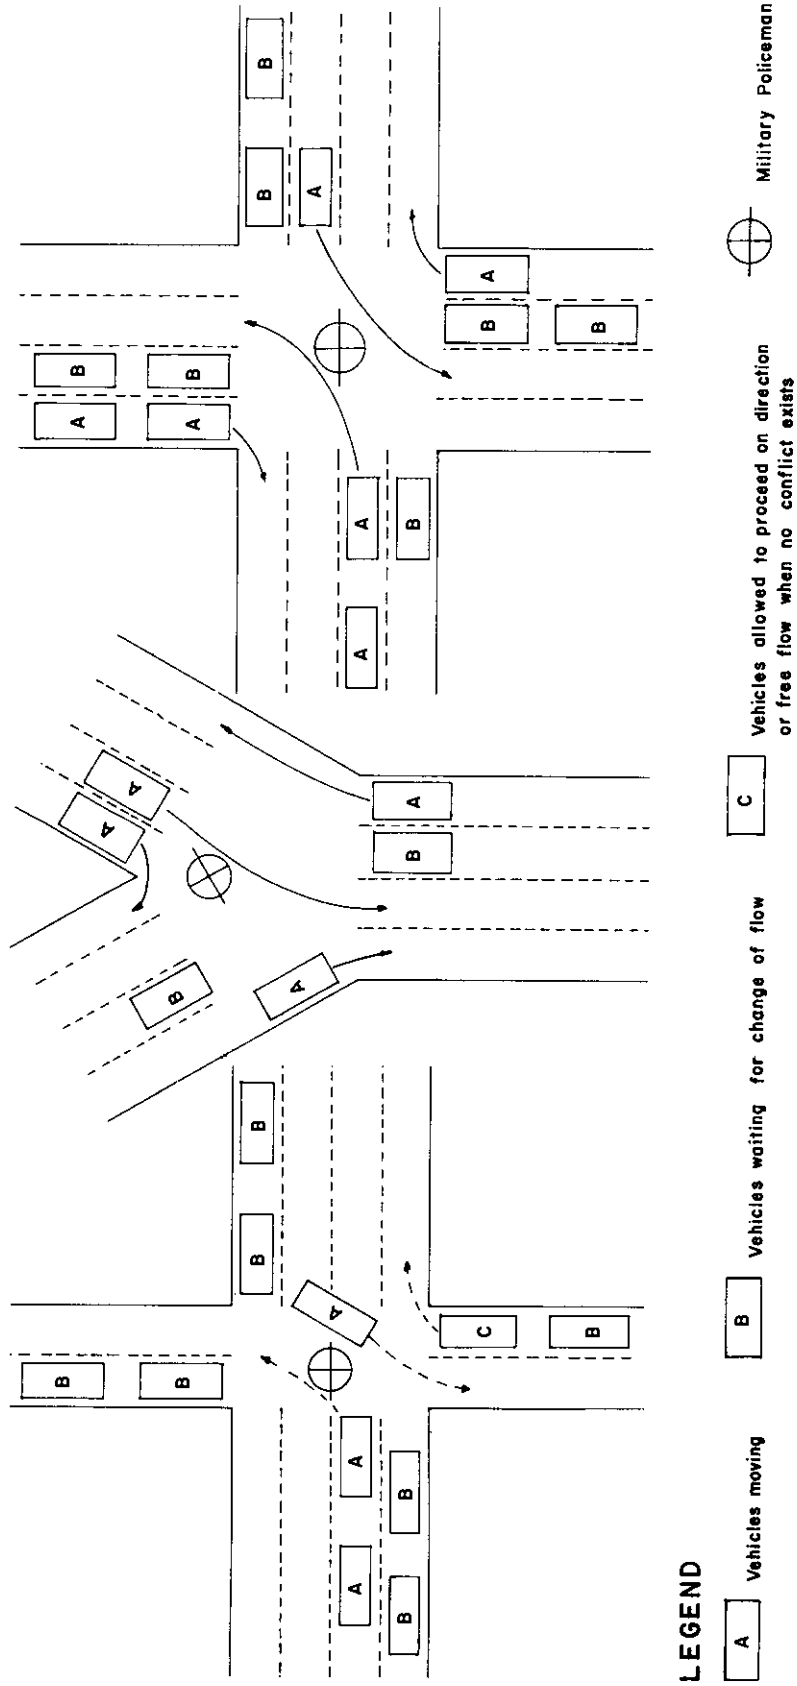 B
B
B B
A
A A
B B
C
B
A
A
B
A
B A
A B
A B
B B
A
A A
B
B A
B
LEGEND
A Vehicles moving
B Vehicles waiting for change of flow
C Vehicles allowed to proceed on direction
or free flow when no conflict exists
Military Policeman